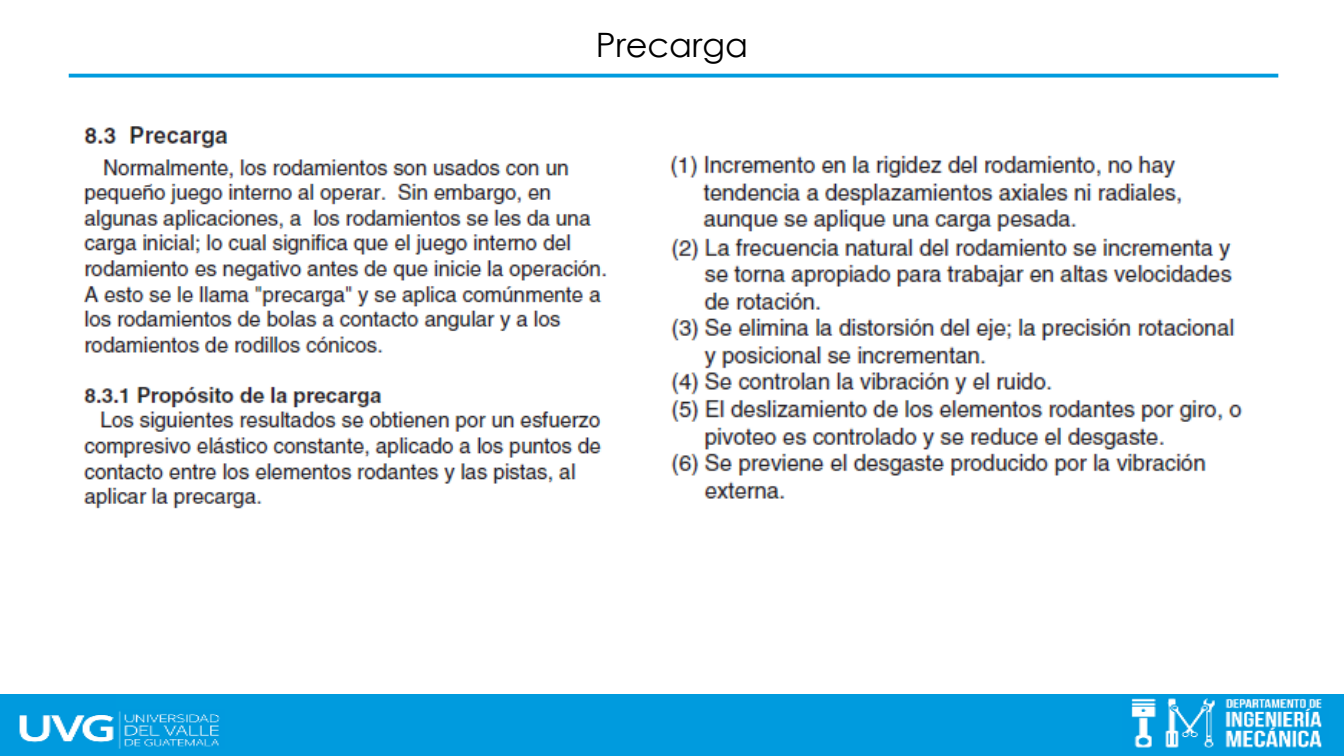 Precarga
8.3 Precarga
Normalmente, los rodamientos son usados con un
pequeño juego interno al operar. Sin embargo, en
algunas aplicaciones, a los rodamientos se les da una
carga inicial; lo cual significa que el juego interno del
rodamiento es negativo antes de que inicie la operación.
A esto se le llama "precarga" y se aplica comúnmente a
los rodamientos de bolas a contacto angular y a los
rodamientos de rodillos cónicos.
8.3.1 Propósito de la precarga
Los siguientes resultados se obtienen por un esfuerzo
compresivo elástico constante, aplicado a los puntos de
contacto entre los elementos rodantes y las pistas, al
aplicar la precarga.
(1) Incremento en la rigidez del rodamiento, no hay
tendencia a desplazamientos axiales ni radiales,
aunque se aplique una carga pesada.
(2) La frecuencia natural del rodamiento se incrementa y
se torna apropiado para trabajar en altas velocidades
de rotación.
(3) Se elimina la distorsión del eje; la precisión rotacional
y posicional se incrementan.
(4) Se controlan la vibración y el ruido.
(5) El deslizamiento de los elementos rodantes por giro, o
pivoteo es controlado y se reduce el desgaste.
(6) Se previene el desgaste producido por la vibración
externa.
UVG
UNIVERSIDAD
DEL VALLE
DE GUATEMALA
DEPARTAMENTO DE
INGENIERÍA
MECÁNICA